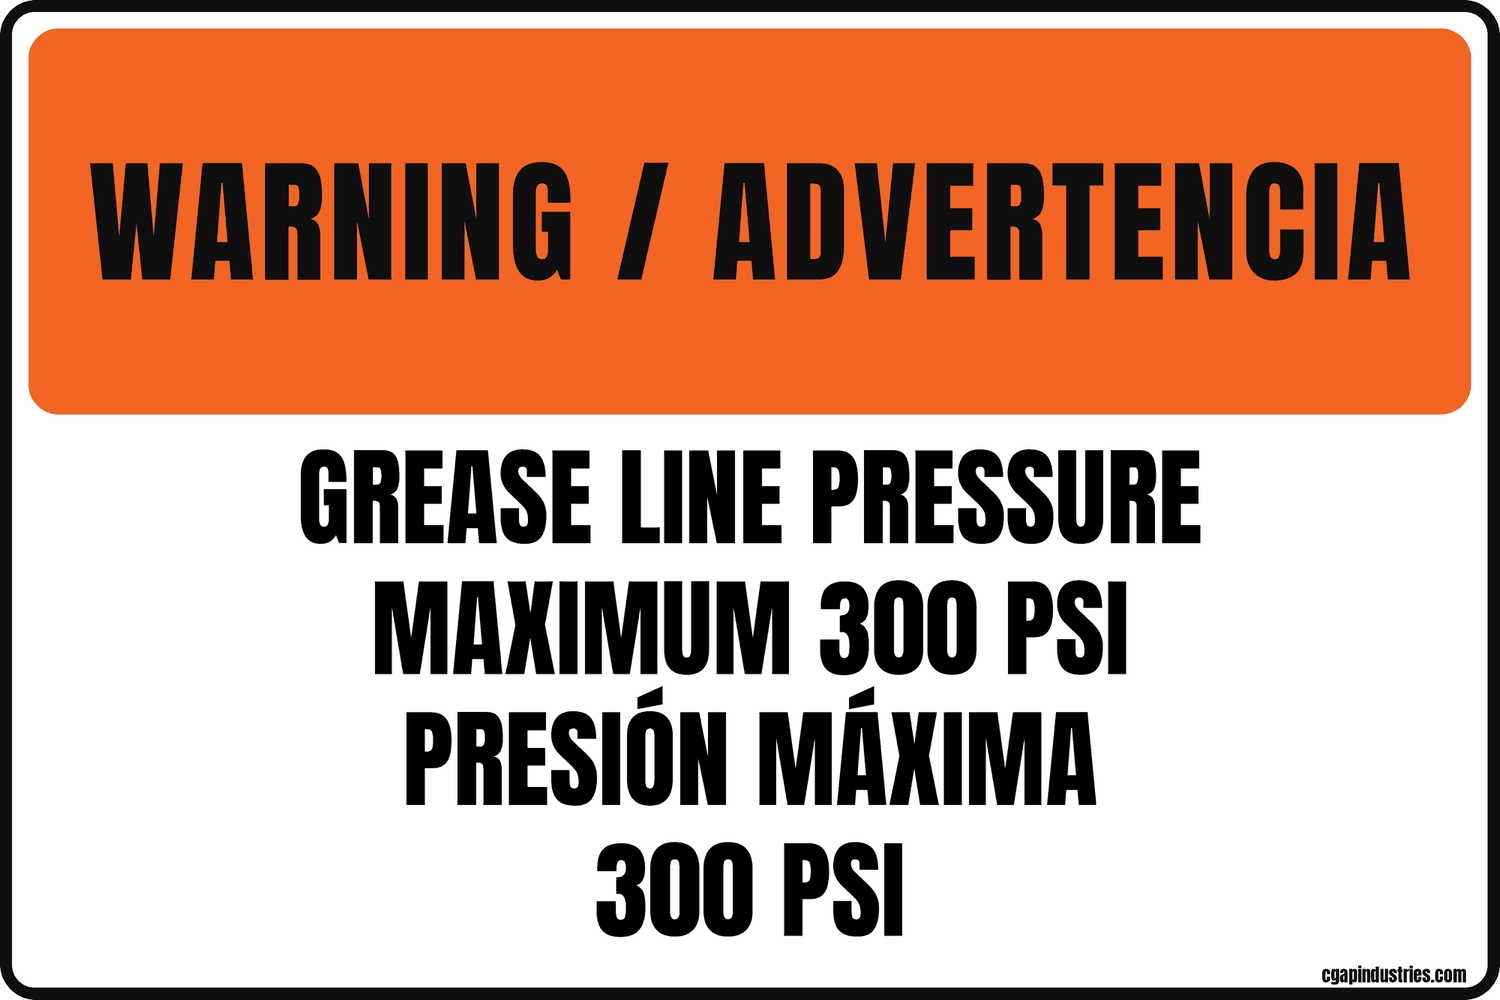 WARNING / ADVERTENCIA
GREASE LINE PRESSURE
MAXIMUM 300 PSI
PRESIÓN MÁXIMA
300 PSI
cgapindustries.com